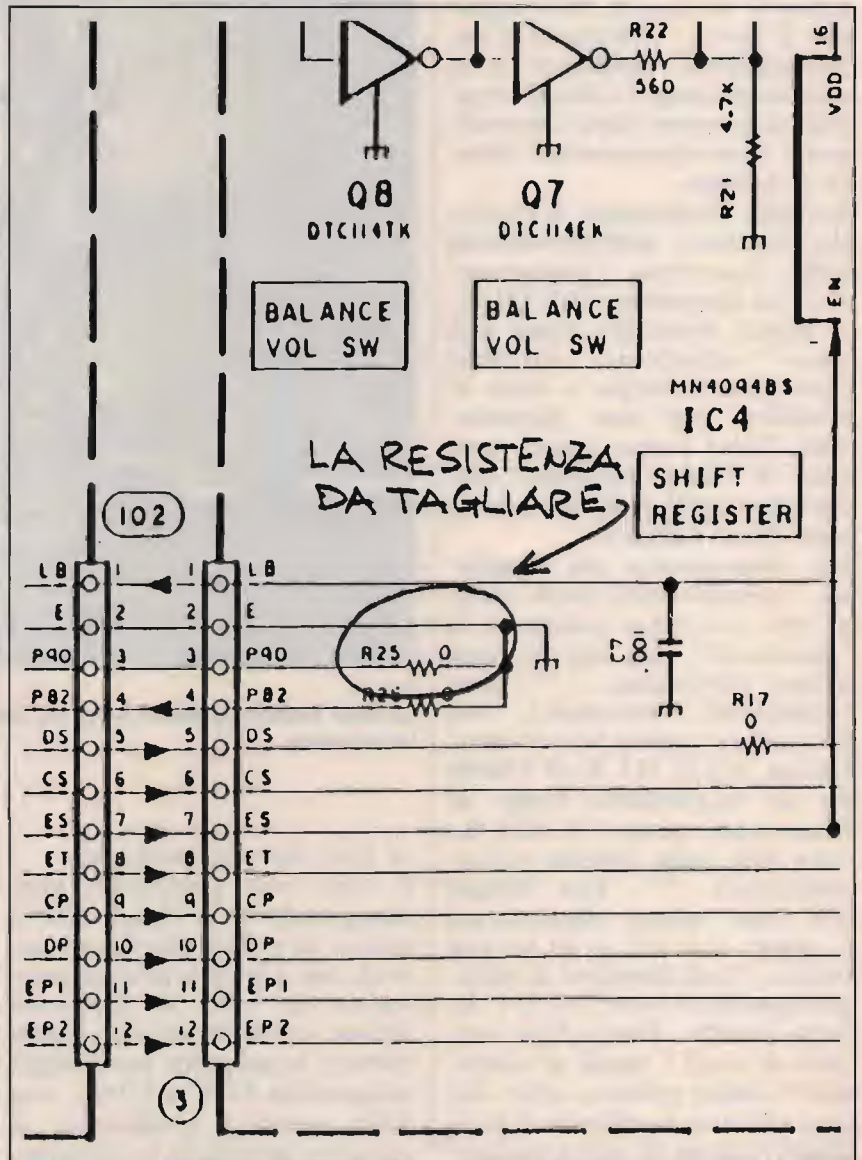 R22
560
4.7K
R21
16
VDD
EN
Q8
DTC114TK
Q7
DTC114EK
BALANCE
VOL SW
BALANCE
VOL SW
MN4094BS
IC4
SHIFT
REGISTER
LA RESISTENZA
DA TAGLIARE
102
LB 1 1 LB
E 2 2 E
P90 3 3 P90 R25 0
P82 4 4 P82 R26 0
DS 5 5 DS
R17
0
CS 6 6 CS
ES 7 7 ES
ET 8 8 ET
CP 9 9 CP
DP 10 10 DP
EP1 11 11 EP1
EP2 12 12 EP2
3